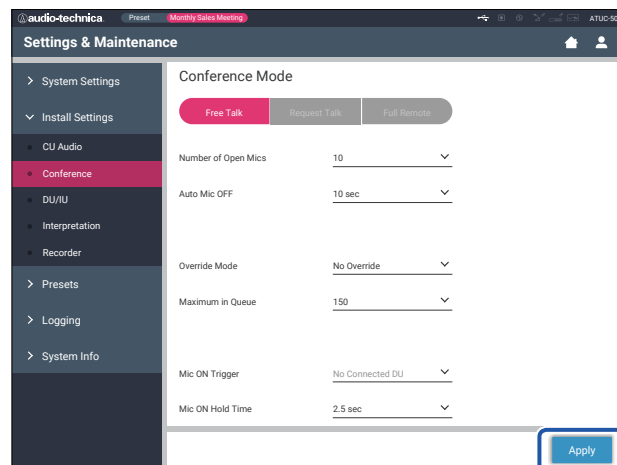 audio-technica Preset Monthly Sales Meeting ATUC-50
Settings & Maintenance
System Settings
Install Settings
CU Audio
Conference
DU/IU
Interpretation
Recorder
Presets
Logging
System Info
Conference Mode
Free Talk Request Talk Full Remote
Number of Open Mics 10
Auto Mic OFF 10 sec
Override Mode No Override
Maximum in Queue 150
Mic ON Trigger No Connected DU
Mic ON Hold Time 2.5 sec
Apply